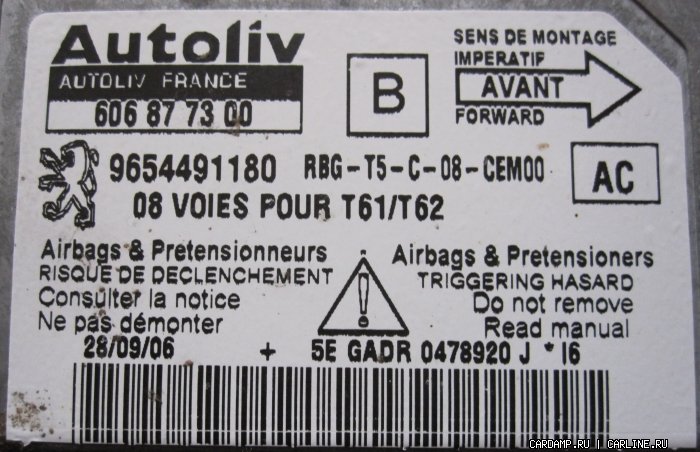 Autoliv
AUTOLIV FRANCE
606 87 73 00
B
SENS DE MONTAGE
IMPERATIF
AVANT
FORWARD
9654491180 RBG-T5-C-08-CEM00
AC
08 VOIES POUR T61/T62
Airbags & Pretensionneurs
RISQUE DE DECLENCHEMENT
Consulter la notice
Ne pas démonter
Airbags & Pretensioners
TRIGGERING HASARD
Do not remove
Read manual
28/09/06 + 5E GADR 0478920 J * 16
CARDAMP.RU | CARLINE.RU